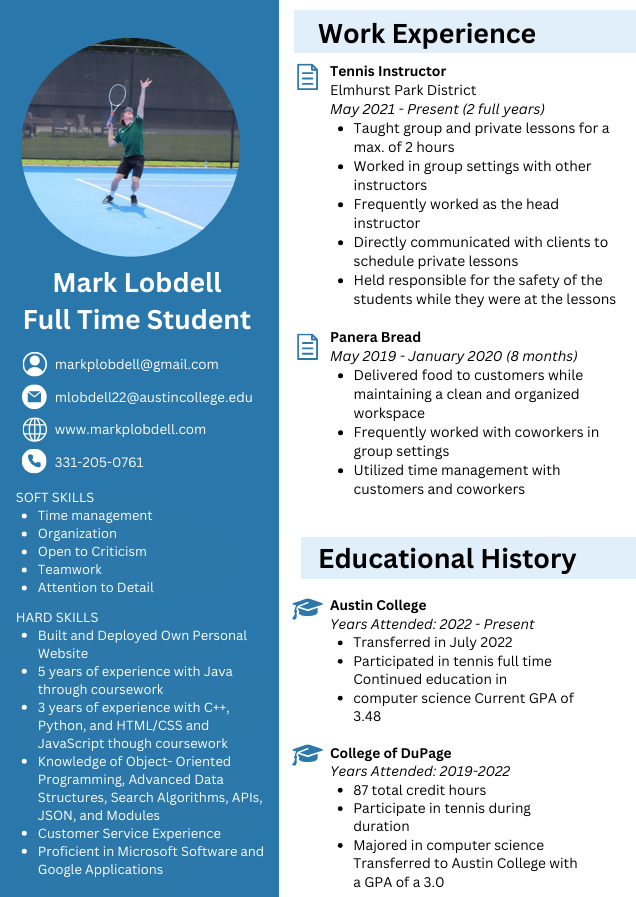 Mark Lobdell
Full Time Student
markplobdell@gmail.com
mlobdell22@austincollege.edu
www.markplobdell.com
331-205-0761
SOFT SKILLS
• Time management
• Organization
• Open to Criticism
• Teamwork
• Attention to Detail
HARD SKILLS
• Built and Deployed Own Personal
Website
• 5 years of experience with Java
through coursework
• 3 years of experience with C++,
Python, and HTML/CSS and
JavaScript though coursework
• Knowledge of Object- Oriented
Programming, Advanced Data
Structures, Search Algorithms, APIs,
JSON, and Modules
• Customer Service Experience
• Proficient in Microsoft Software and
Google Applications
Work Experience
Tennis Instructor
Elmhurst Park District
May 2021 - Present (2 full years)
• Taught group and private lessons for a
max. of 2 hours
• Worked in group settings with other
instructors
• Frequently worked as the head
instructor
• Directly communicated with clients to
schedule private lessons
• Held responsible for the safety of the
students while they were at the lessons
Panera Bread
May 2019 - January 2020 (8 months)
• Delivered food to customers while
maintaining a clean and organized
workspace
• Frequently worked with coworkers in
group settings
• Utilized time management with
customers and coworkers
Educational History
Austin College
Years Attended: 2022 - Present
• Transferred in July 2022
• Participated in tennis full time
Continued education in
• computer science Current GPA of
3.48
College of DuPage
Years Attended: 2019-2022
• 87 total credit hours
• Participate in tennis during
duration
• Majored in computer science
Transferred to Austin College with
a GPA of a 3.0